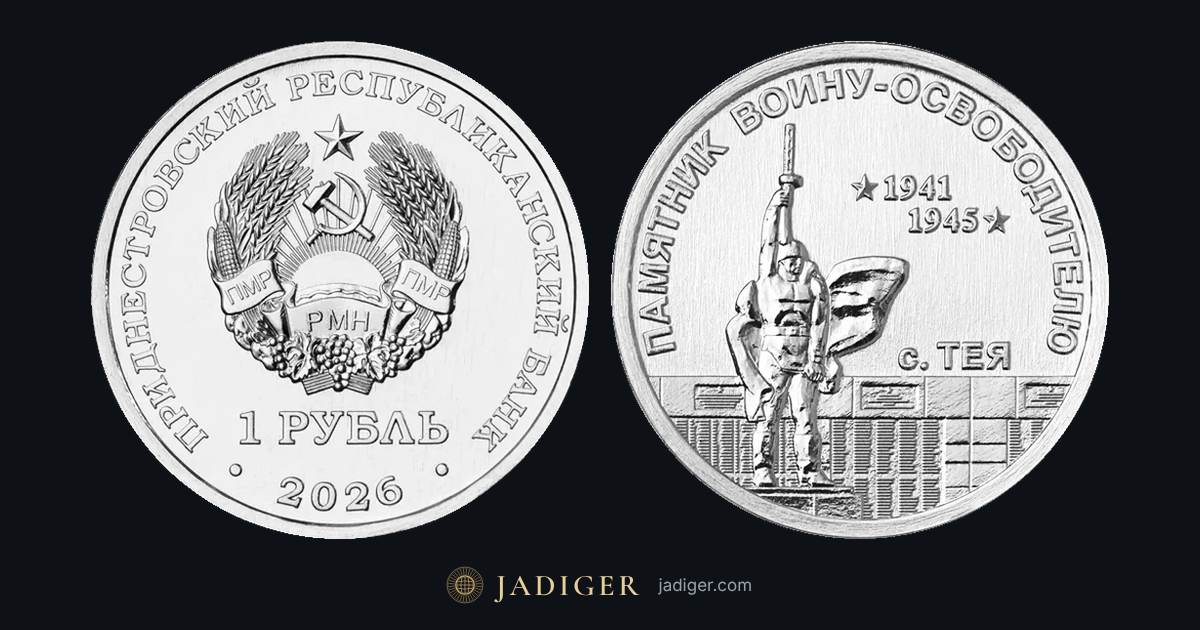 ПРИДНЕСТРОВСКИЙ РЕСПУБЛИКАНСКИЙ БАНК
ПМР
ПМР
РМН
1 РУБЛЬ
2026
ПАМЯТНИК ВОИНУ-ОСВОБОДИТЕЛЮ
1941
1945
с. ТЕЯ
JADIGER
jadiger.com